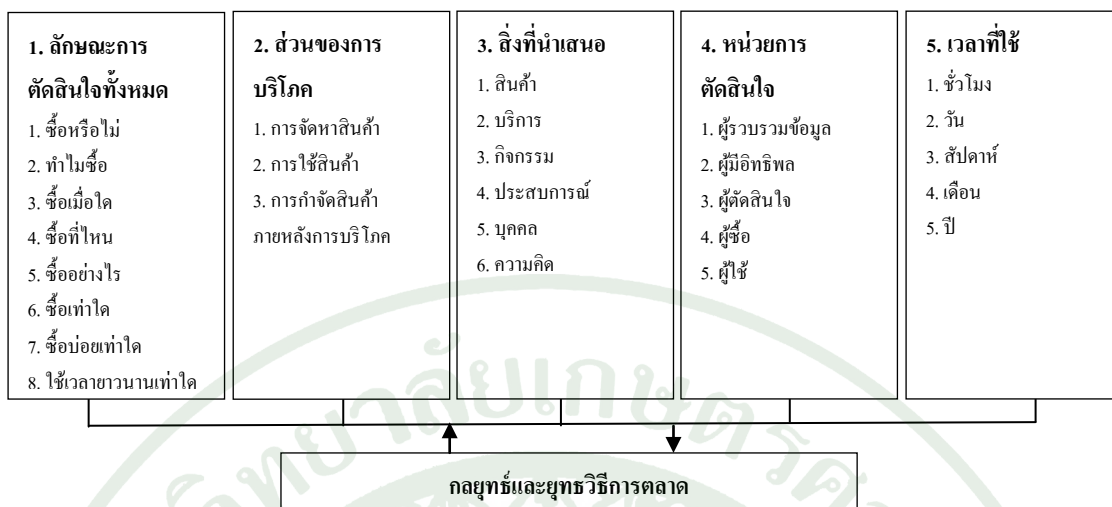 1. ลักษณะการ
ตัดสินใจทั้งหมด
1. ซื้อหรือไม่
2. ทำไมซื้อ
3. ซื้อเมื่อใด
4. ซื้อที่ไหน
5. ซื้ออย่างไร
6. ซื้อเท่าใด
7. ซื้อบ่อยเท่าใด
8. ใช้เวลายาวนานเท่าใด
2. ส่วนของการ
บริโภค
1. การจัดหาสินค้า
2. การใช้สินค้า
3. การกำจัดสินค้า
ภายหลังการบริโภค
3. สิ่งที่นำเสนอ
1. สินค้า
2. บริการ
3. กิจกรรม
4. ประสบการณ์
5. บุคคล
6. ความคิด
4. หน่วยการ
ตัดสินใจ
1. ผู้รวบรวมข้อมูล
2. ผู้มีอิทธิพล
3. ผู้ตัดสินใจ
4. ผู้ซื้อ
5. ผู้ใช้
5. เวลาที่ใช้
1. ชั่วโมง
2. วัน
3. สัปดาห์
4. เดือน
5. ปี
กลยุทธ์และยุทธวิธีการตลาด